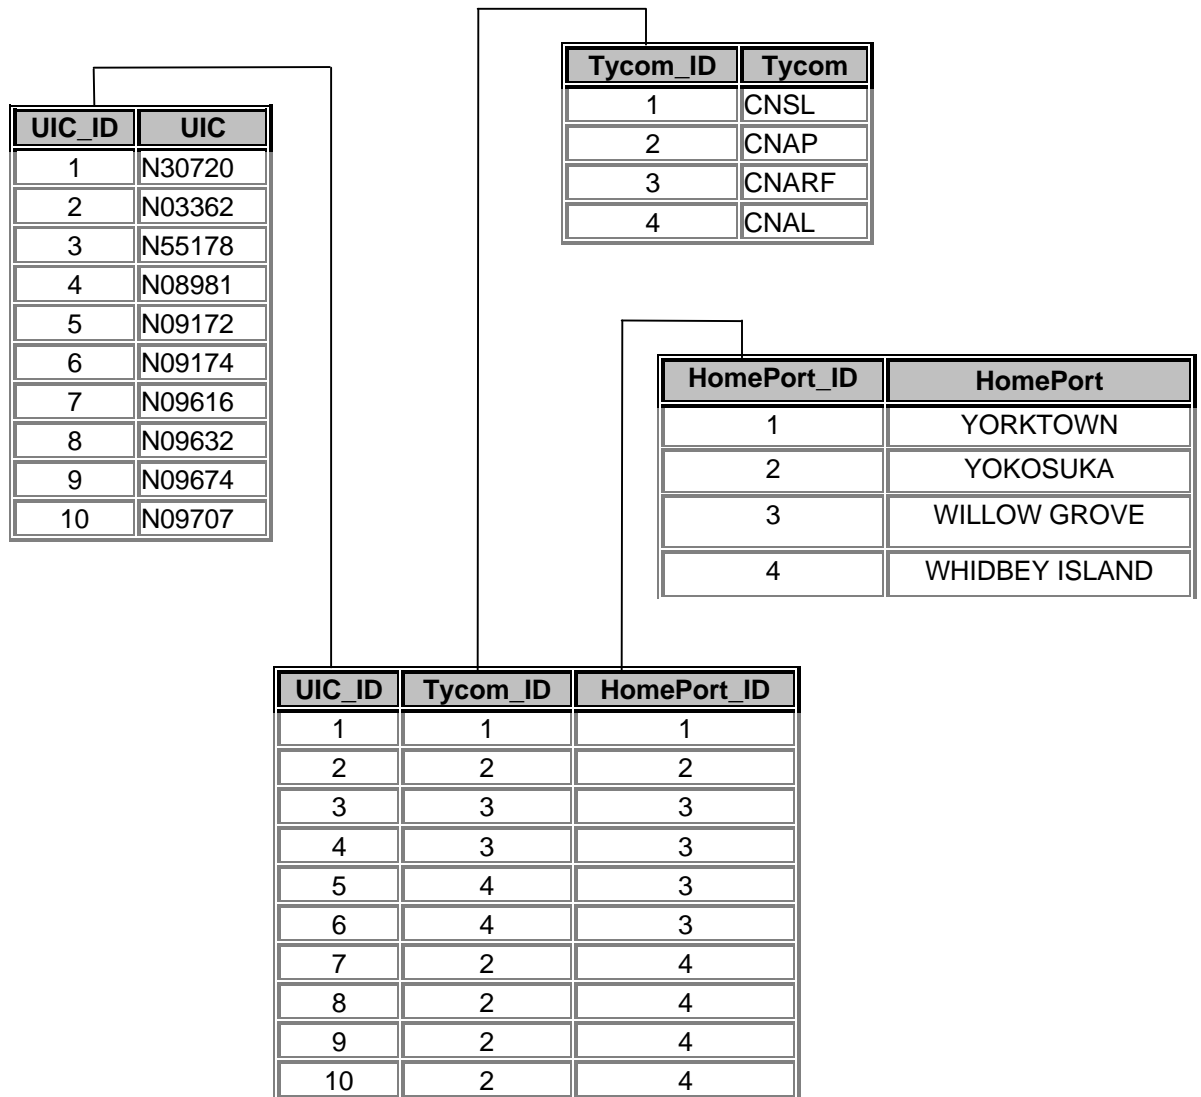 Tycom_ID Tycom
1 CNSL
2 CNAP
3 CNARF
4 CNAL
UIC_ID UIC
1 N30720
2 N03362
3 N55178
4 N08981
5 N09172
6 N09174
7 N09616
8 N09632
9 N09674
10 N09707
HomePort_ID HomePort
1 YORKTOWN
2 YOKOSUKA
3 WILLOW GROVE
4 WHIDBEY ISLAND
UIC_ID Tycom_ID HomePort_ID
1 1 1
2 2 2
3 3 3
4 3 3
5 4 3
6 4 3
7 2 4
8 2 4
9 2 4
10 2 4